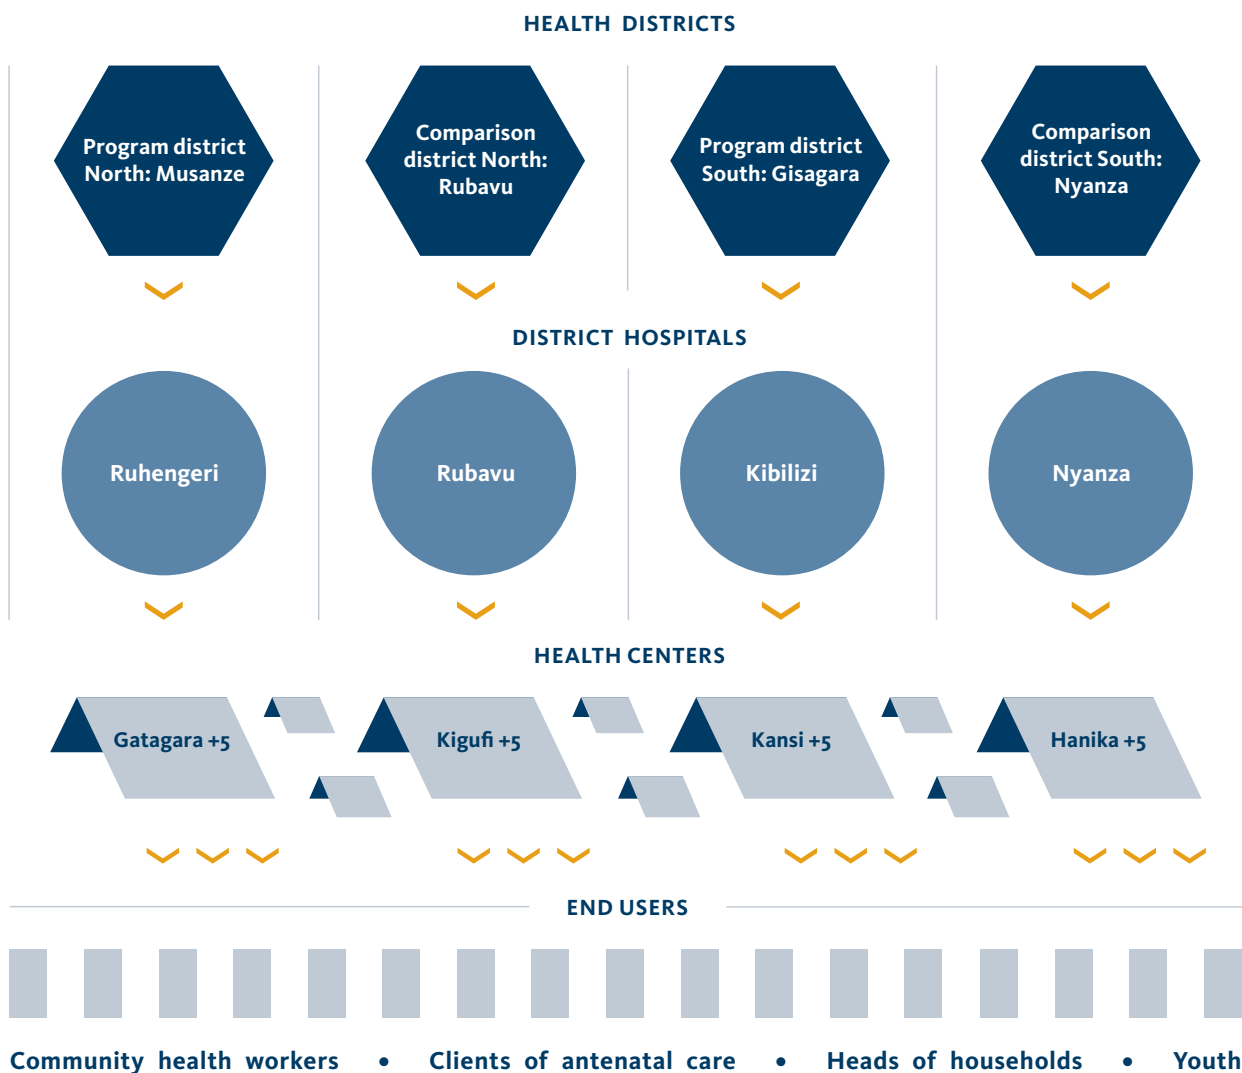 HEALTH DISTRICTS
Program district
North: Musanze
Comparison
district North:
Rubavu
Program district
South: Gisagara
Comparison
district South:
Nyanza
DISTRICT HOSPITALS
Ruhengeri
Rubavu
Kibilizi
Nyanza
HEALTH CENTERS
Gatagara +5
Kigufi +5
Kansi +5
Hanika +5
END USERS
Community health workers • Clients of antenatal care • Heads of households • Youth